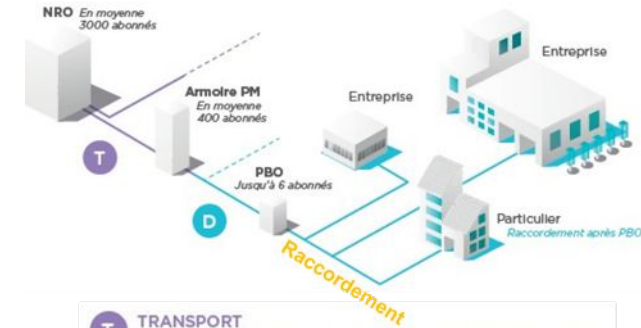 NRO En moyenne
3000 abonnés
Armoire PM
En moyenne
400 abonnés
Entreprise
Entreprise
T
PBO
Jusqu'à 6 abonnés
D
Particulier
Raccordement après PBO
Raccordement
T TRANSPORT